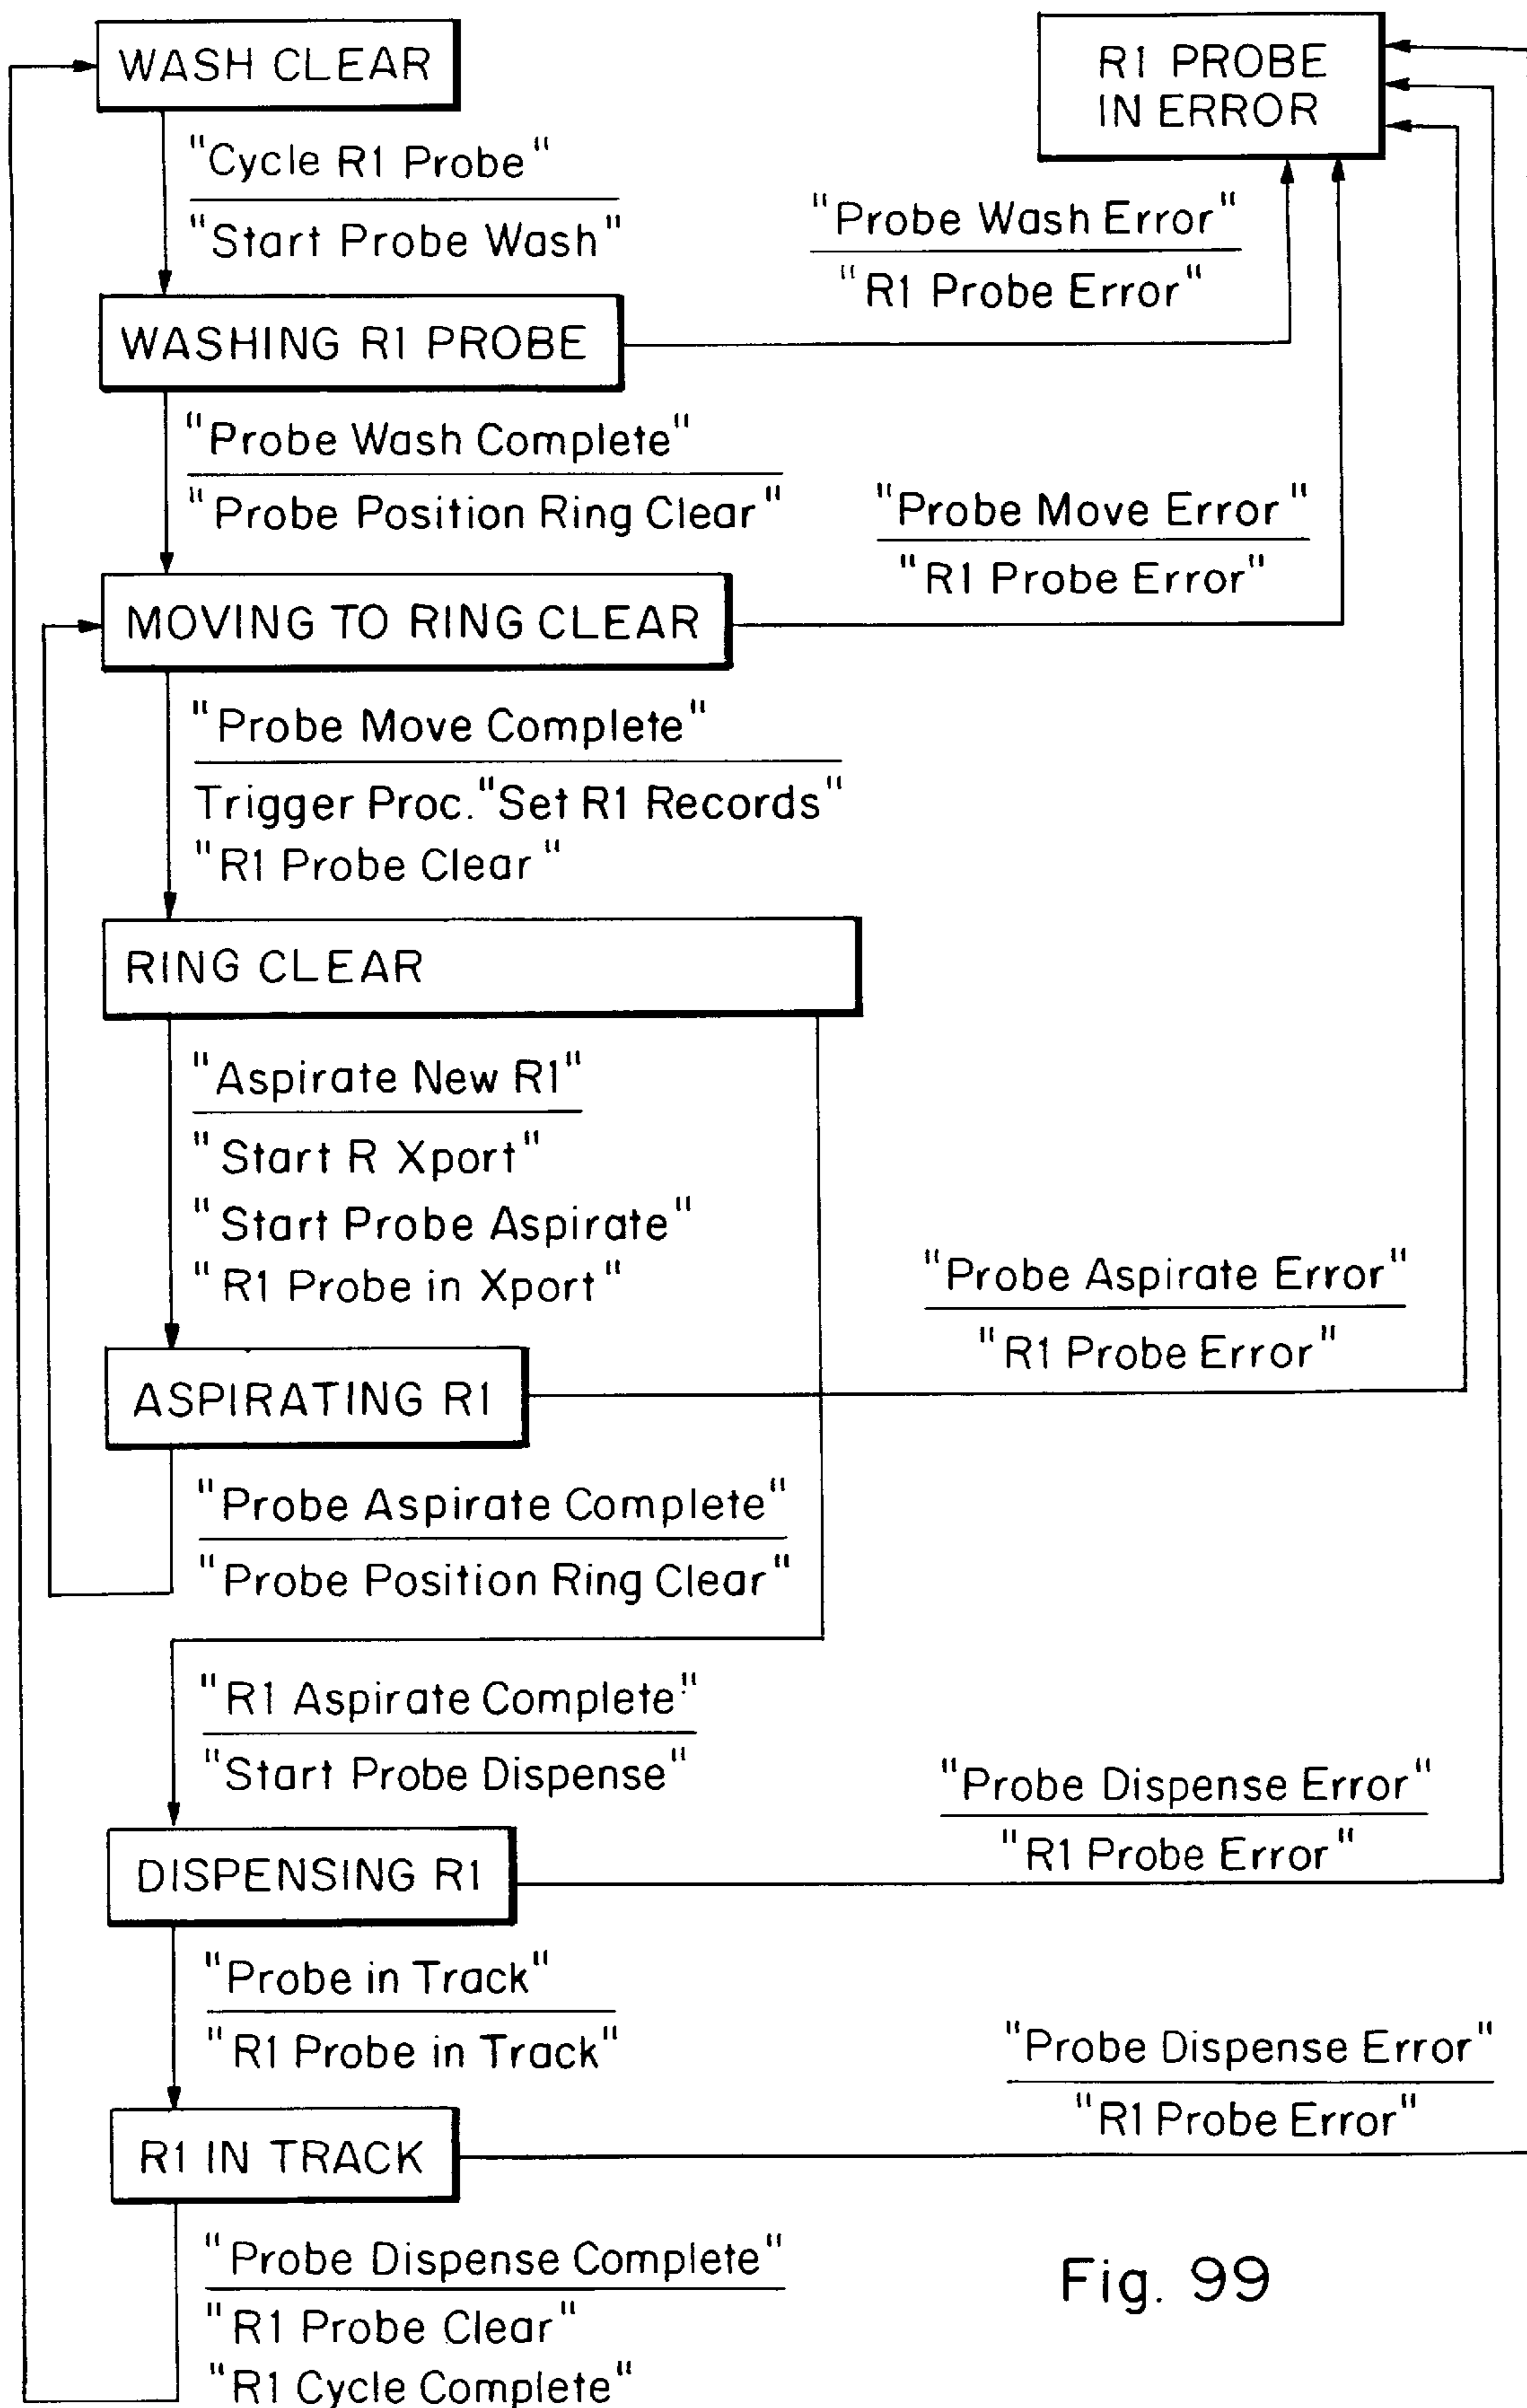 WASH CLEAR
R1 PROBE
IN ERROR
"Cycle R1 Probe"
"Start Probe Wash"
"Probe Wash Error"
"R1 Probe Error"
WASHING R1 PROBE
"Probe Wash Complete"
"Probe Position Ring Clear"
"Probe Move Error"
"R1 Probe Error"
MOVING TO RING CLEAR
"Probe Move Complete"
Trigger Proc. "Set R1 Records"
"R1 Probe Clear"
RING CLEAR
"Aspirate New R1"
"Start R Xport"
"Start Probe Aspirate"
"R1 Probe in Xport"
"Probe Aspirate Error"
"R1 Probe Error"
ASPIRATING R1
"Probe Aspirate Complete"
"Probe Position Ring Clear"
"R1 Aspirate Complete"
"Start Probe Dispense"
"Probe Dispense Error"
"R1 Probe Error"
DISPENSING R1
"Probe in Track"
"R1 Probe in Track"
"Probe Dispense Error"
"R1 Probe Error"
R1 IN TRACK
"Probe Dispense Complete"
"R1 Probe Clear"
"R1 Cycle Complete"
Fig. 99